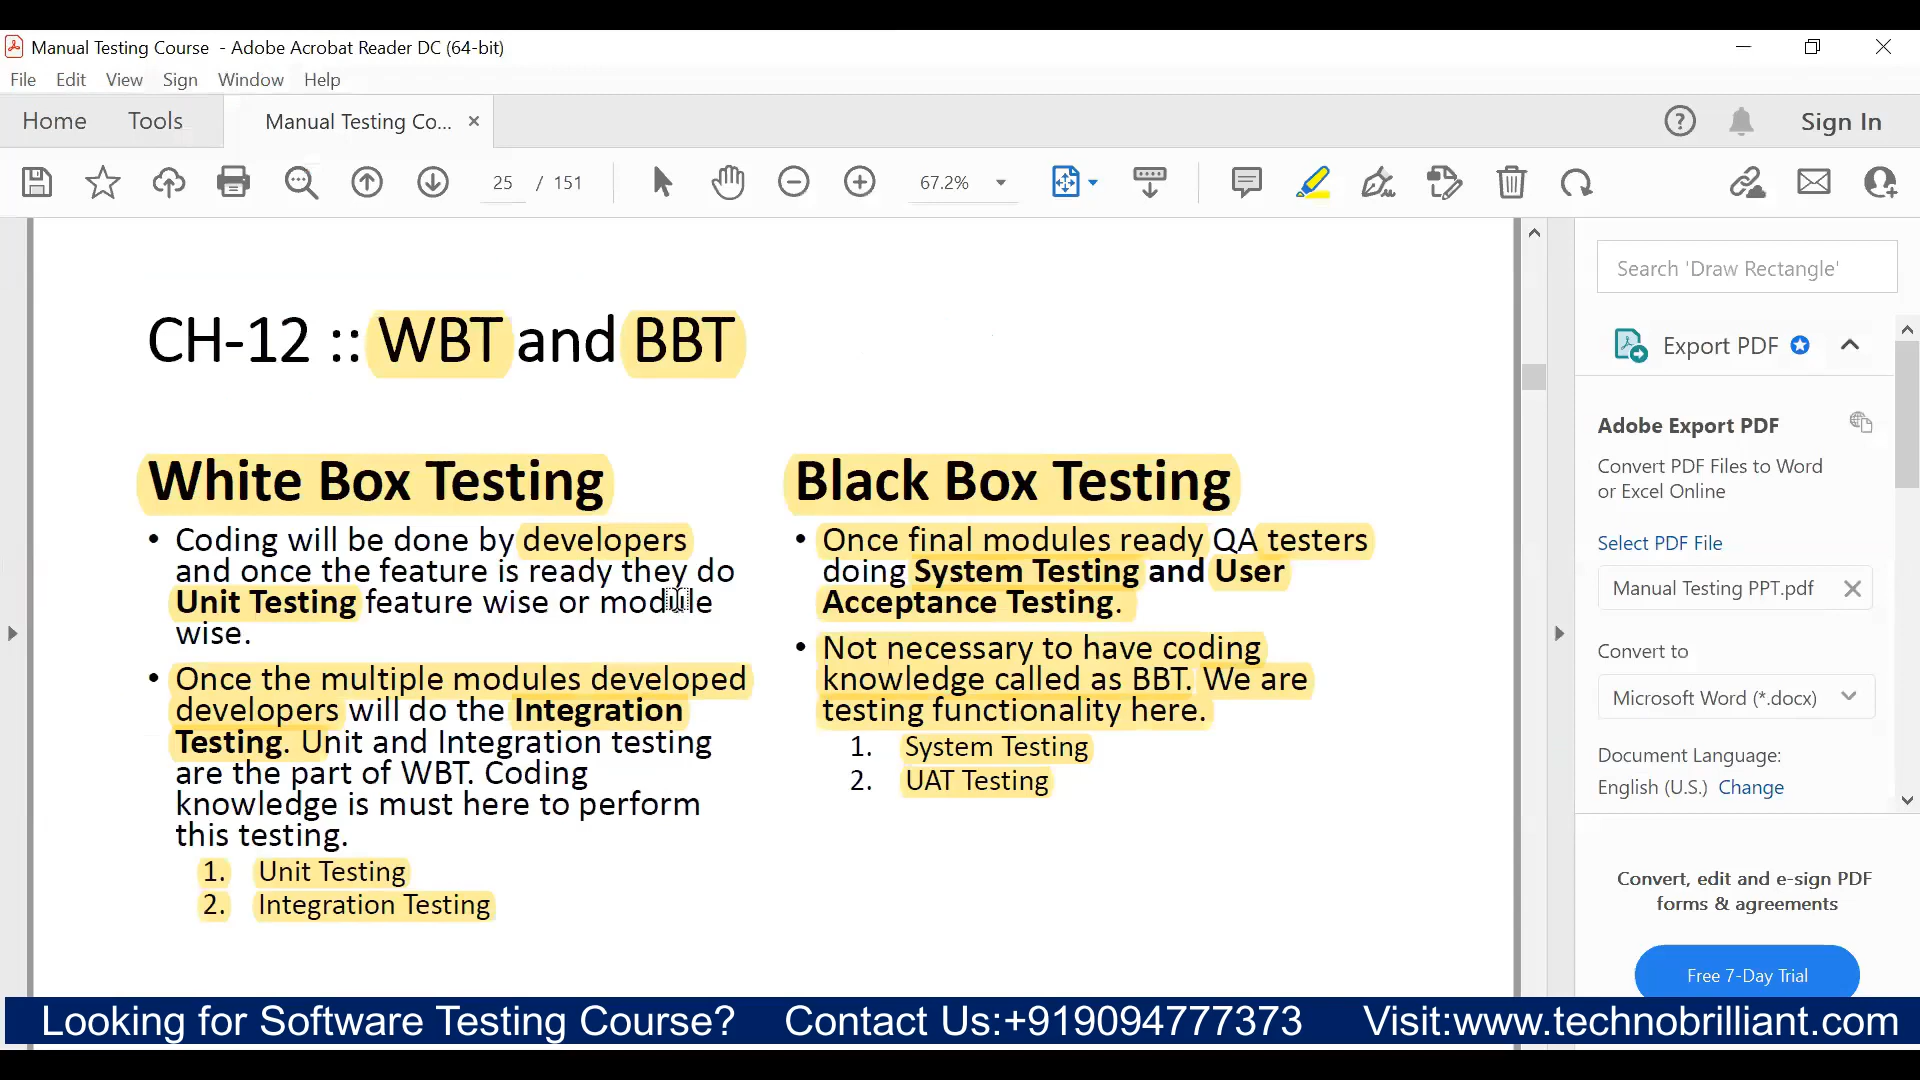 Manual Testing Course - Adobe Acrobat Reader DC (64-bit)
File Edit View Sign Window Help
Home Tools Manual Testing Co... × Sign In
25 / 151 67.2%
Search 'Draw Rectangle'
CH-12 :: WBT and BBT
Export PDF
Adobe Export PDF
Convert PDF Files to Word
or Excel Online
Select PDF File
Manual Testing PPT.pdf
Convert to
Microsoft Word (*.docx)
Document Language:
English (U.S.) Change
Convert, edit and e-sign PDF
forms & agreements
Free 7-Day Trial
White Box Testing
• Coding will be done by developers
and once the feature is ready they do
Unit Testing feature wise or module
wise.
• Once the multiple modules developed
developers will do the Integration
Testing. Unit and Integration testing
are the part of WBT. Coding
knowledge is must here to perform
this testing.
1. Unit Testing
2. Integration Testing
Black Box Testing
• Once final modules ready QA testers
doing System Testing and User
Acceptance Testing.
• Not necessary to have coding
knowledge called as BBT. We are
testing functionality here.
1. System Testing
2. UAT Testing
Looking for Software Testing Course? Contact Us:+919094777373 Visit:www.technobrilliant.com